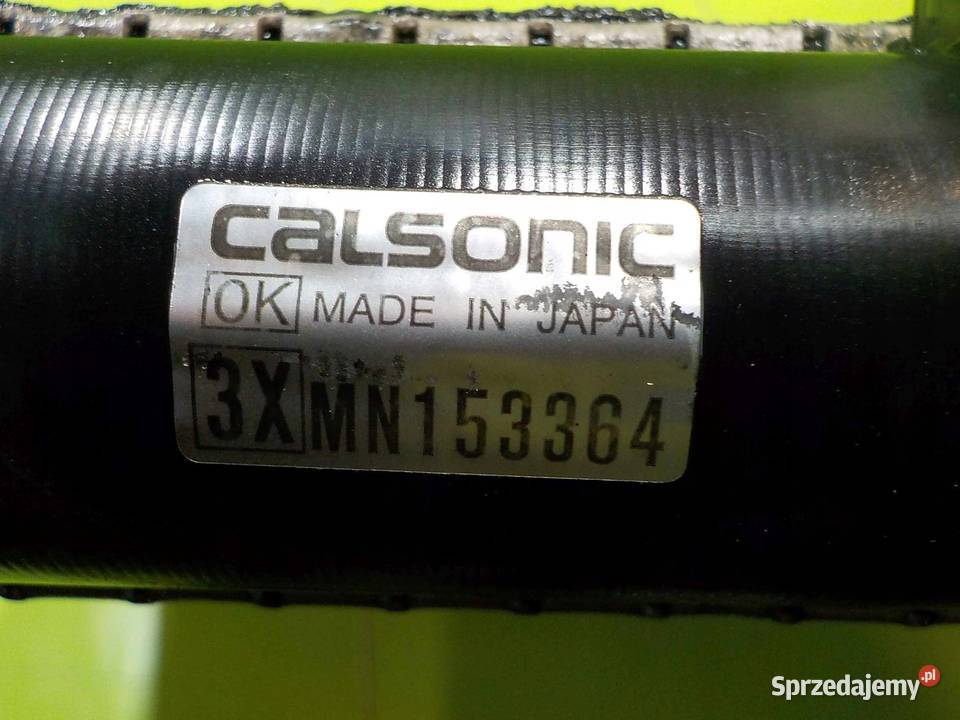 CALSONIC
OK MADE IN JAPAN
3X MN153364
Sprzedajemy.pl